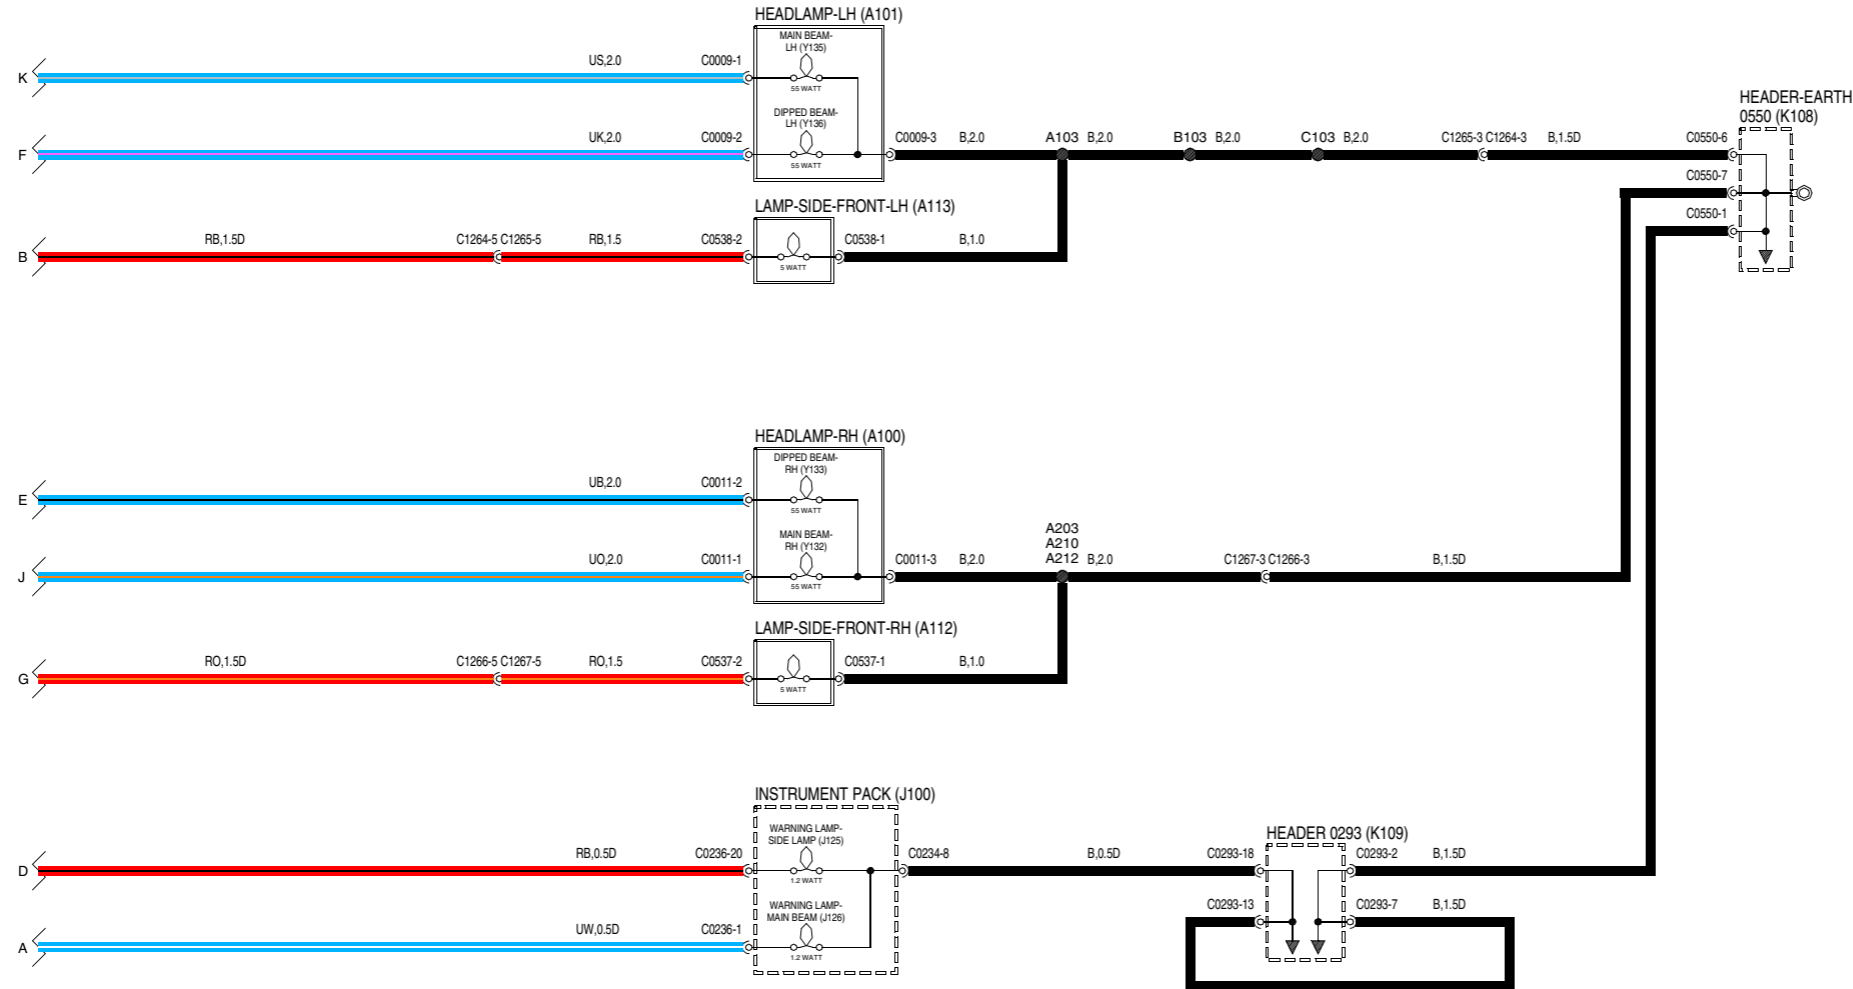 HEADLAMP-LH (A101)
MAIN BEAM-
LH (Y135)
K
US,2.0
C0009-1
55 WATT
HEADER-EARTH
0550 (K108)
DIPPED BEAM-
LH (Y136)
F
UK,2.0
C0009-2
55 WATT
C0009-3
B,2.0
A103
B,2.0
B103
B,2.0
C103
B,2.0
C1265-3
C1264-3
B,1.5D
C0550-6
C0550-7
C0550-1
LAMP-SIDE-FRONT-LH (A113)
B
RB,1.5D
C1264-5
C1265-5
RB,1.5
C0538-2
5 WATT
C0538-1
B,1.0
HEADLAMP-RH (A100)
DIPPED BEAM-
RH (Y133)
E
UB,2.0
C0011-2
55 WATT
MAIN BEAM-
RH (Y132)
J
UO,2.0
C0011-1
55 WATT
C0011-3
B,2.0
A203
A210
A212
B,2.0
C1267-3
C1266-3
B,1.5D
LAMP-SIDE-FRONT-RH (A112)
G
RO,1.5D
C1266-5
C1267-5
RO,1.5
C0537-2
5 WATT
C0537-1
B,1.0
INSTRUMENT PACK (J100)
WARNING LAMP-
SIDE LAMP (J125)
D
RB,0.5D
C0236-20
1.2 WATT
C0234-8
B,0.5D
HEADER 0293 (K109)
C0293-18
C0293-2
B,1.5D
C0293-13
C0293-7
B,1.5D
WARNING LAMP-
MAIN BEAM (J126)
A
UW,0.5D
C0236-1
1.2 WATT